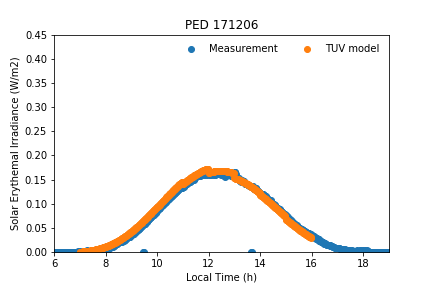 PED 171206
Measurement
TUV model
Solar Erythemal Irradiance (W/m2)
0.45
0.40
0.35
0.30
0.25
0.20
0.15
0.10
0.05
0.00
6 8 10 12 14 16 18
Local Time (h)